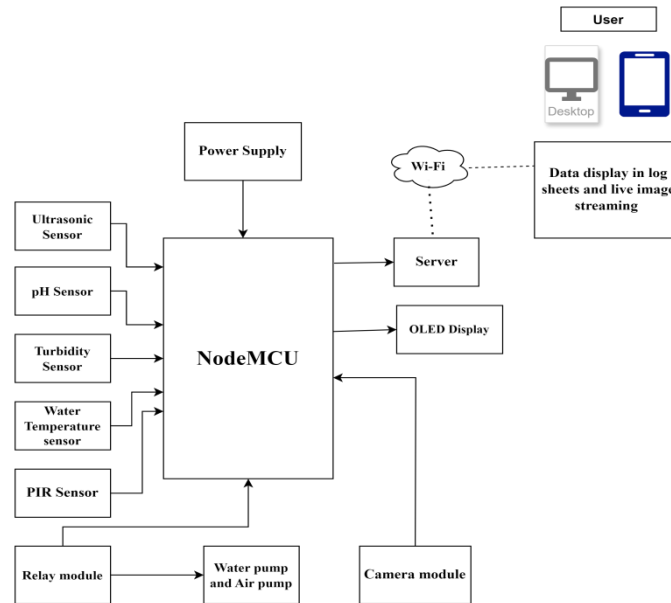 User
Desktop
Power Supply
Wi-Fi
Data display in log
sheets and live image
streaming
Ultrasonic
Sensor
Server
pH Sensor
OLED Display
Turbidity
Sensor
NodeMCU
Water
Temperature
sensor
PIR Sensor
Relay module
Water pump
and Air pump
Camera module